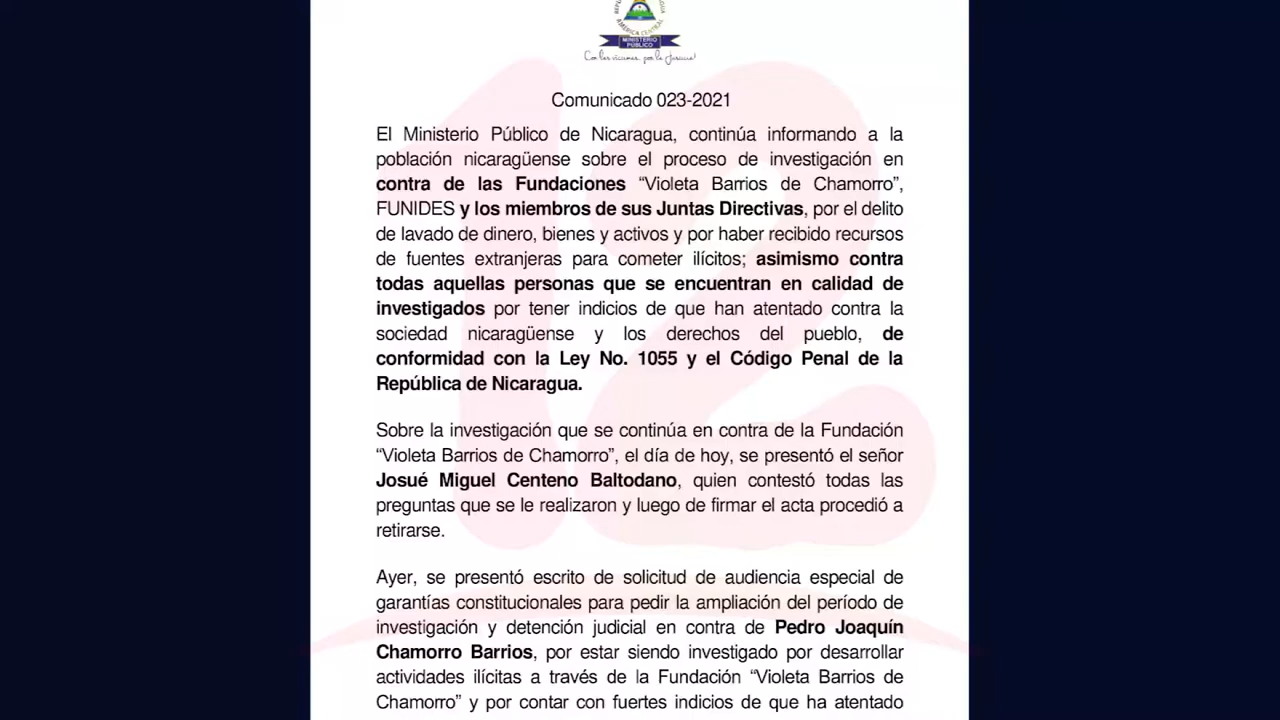 AMERICA CENTRAL
MINISTERIO
PÚBLICO
Comunicado 023-2021
El Ministerio Público de Nicaragua, continúa informando a la
población nicaragüense sobre el proceso de investigación en
contra de las Fundaciones “Violeta Barrios de Chamorro”,
FUNIDES y los miembros de sus Juntas Directivas, por el delito
de lavado de dinero, bienes y activos y por haber recibido recursos
de fuentes extranjeras para cometer ilícitos; asimismo contra
todas aquellas personas que se encuentran en calidad de
investigados por tener indicios de que han atentado contra la
sociedad nicaragüense y los derechos del pueblo, de
conformidad con la Ley No. 1055 y el Código Penal de la
República de Nicaragua.
Sobre la investigación que se continúa en contra de la Fundación
“Violeta Barrios de Chamorro”, el día de hoy, se presentó el señor
Josué Miguel Centeno Baltodano, quien contestó todas las
preguntas que se le realizaron y luego de firmar el acta procedió a
retirarse.
Ayer, se presentó escrito de solicitud de audiencia especial de
garantías constitucionales para pedir la ampliación del período de
investigación y detención judicial en contra de Pedro Joaquín
Chamorro Barrios, por estar siendo investigado por desarrollar
actividades ilícitas a través de la Fundación “Violeta Barrios de
Chamorro” y por contar con fuertes indicios de que ha atentado
12